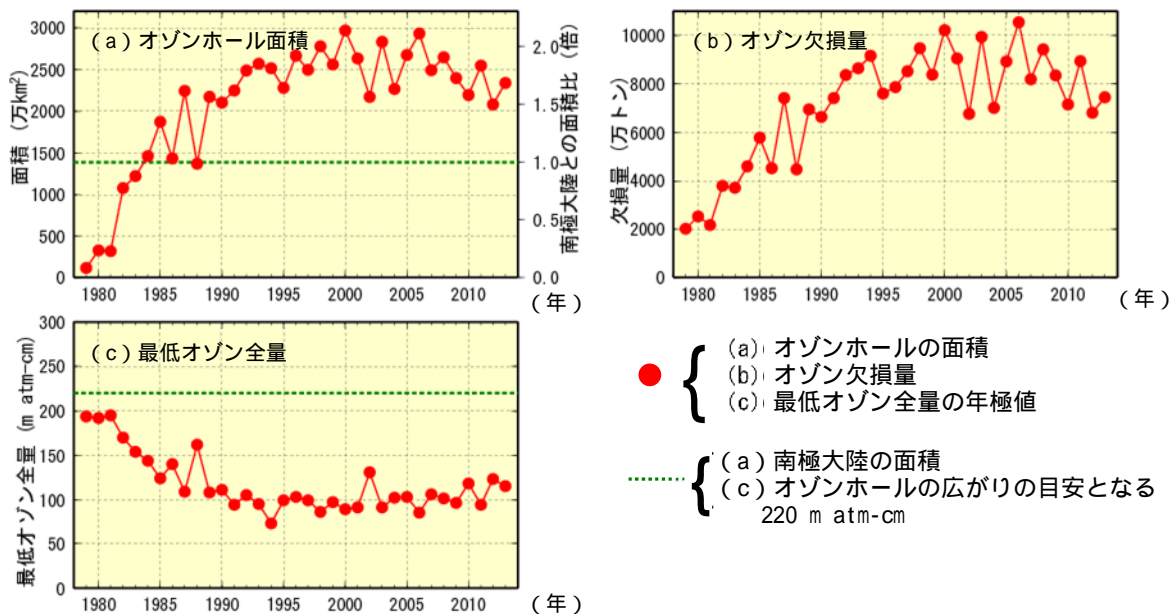 (a)オゾンホール面積
面積 (万km²)
3000
2500
2000
1500
1000
500
0
南極大陸との面積比 (倍)
2.0
1.5
1.0
0.5
0.0
1980 1985 1990 1995 2000 2005 2010
(年)
(b)オゾン欠損量
欠損量 (万トン)
10000
8000
6000
4000
2000
0
1980 1985 1990 1995 2000 2005 2010
(年)
(c)最低オゾン全量
最低オゾン全量 (m atm-cm)
300
250
200
150
100
50
0
1980 1985 1990 1995 2000 2005 2010
(年)
{
(a) オゾンホールの面積
(b) オゾン欠損量
(c) 最低オゾン全量の年極値
{
(a)南極大陸の面積
(c)オゾンホールの広がりの目安となる
220 m atm-cm